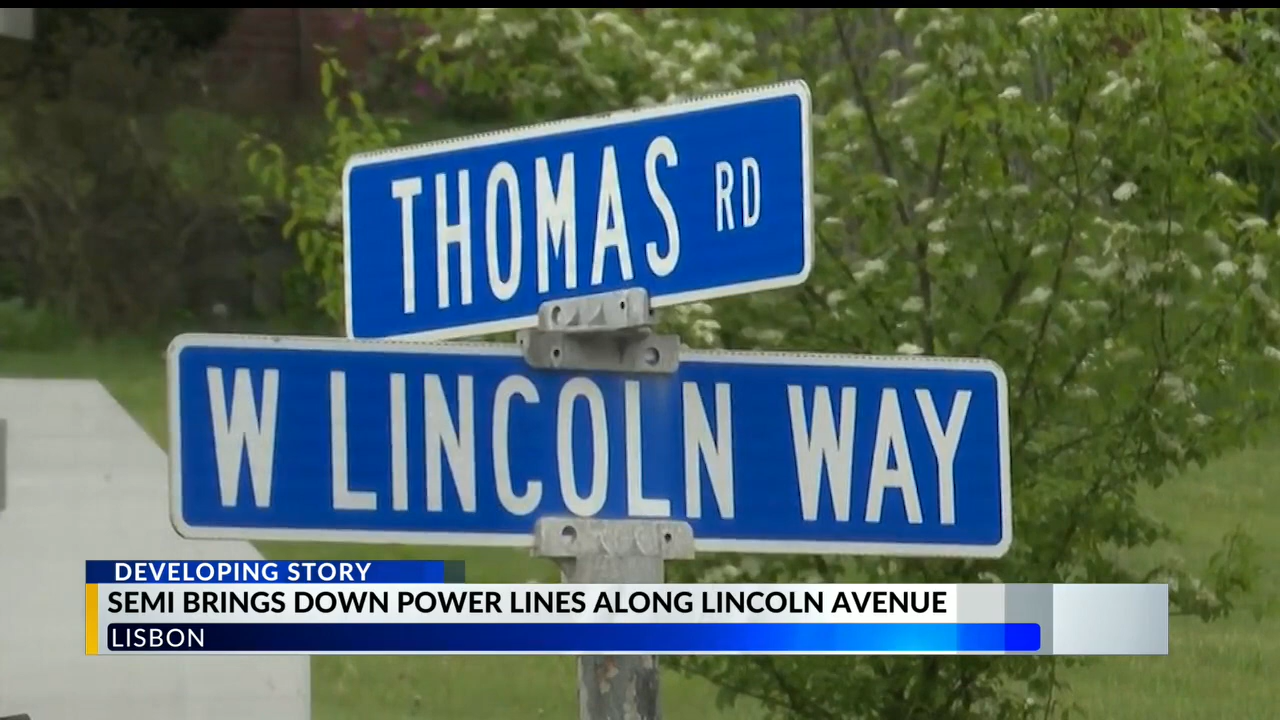 THOMAS RD
W LINCOLN WAY
DEVELOPING STORY
SEMI BRINGS DOWN POWER LINES ALONG LINCOLN AVENUE
LISBON